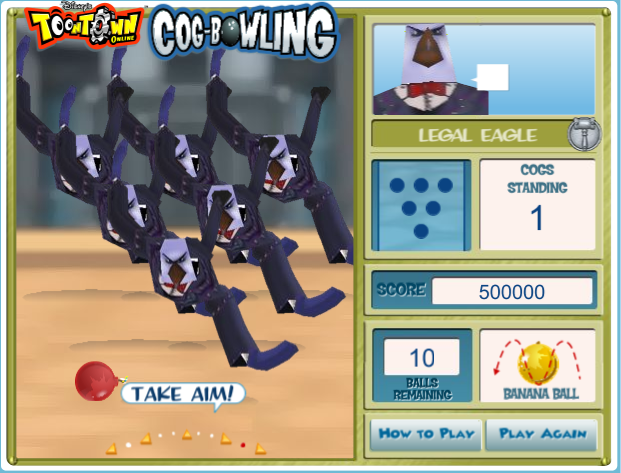 Disney's
TOONTOWN
ONLINE
COG-BOWLING
LEGAL EAGLE
COGS
STANDING
1
SCORE 500000
10
BALLS
REMAINING
BANANA BALL
TAKE AIM!
HOW TO PLAY
PLAY AGAIN